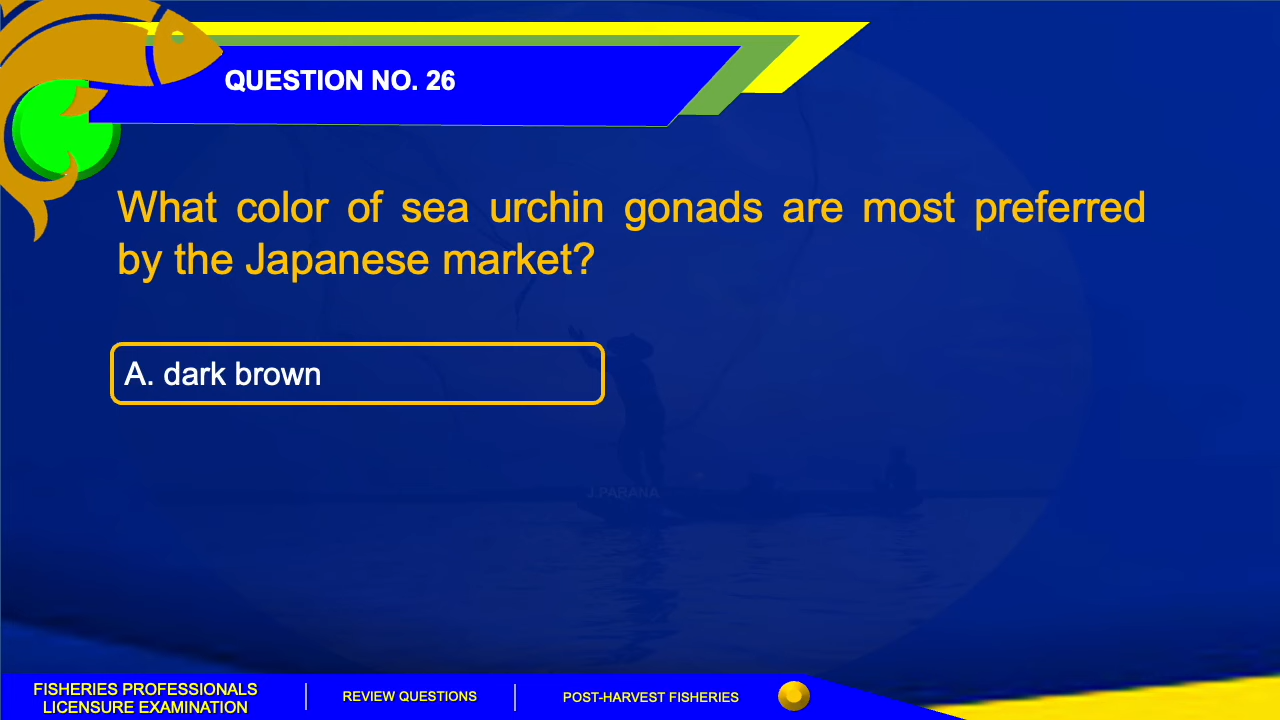 QUESTION NO. 26
What color of sea urchin gonads are most preferred
by the Japanese market?
A. dark brown
J.PARANA
FISHERIES PROFESSIONALS
LICENSURE EXAMINATION
REVIEW QUESTIONS
POST-HARVEST FISHERIES